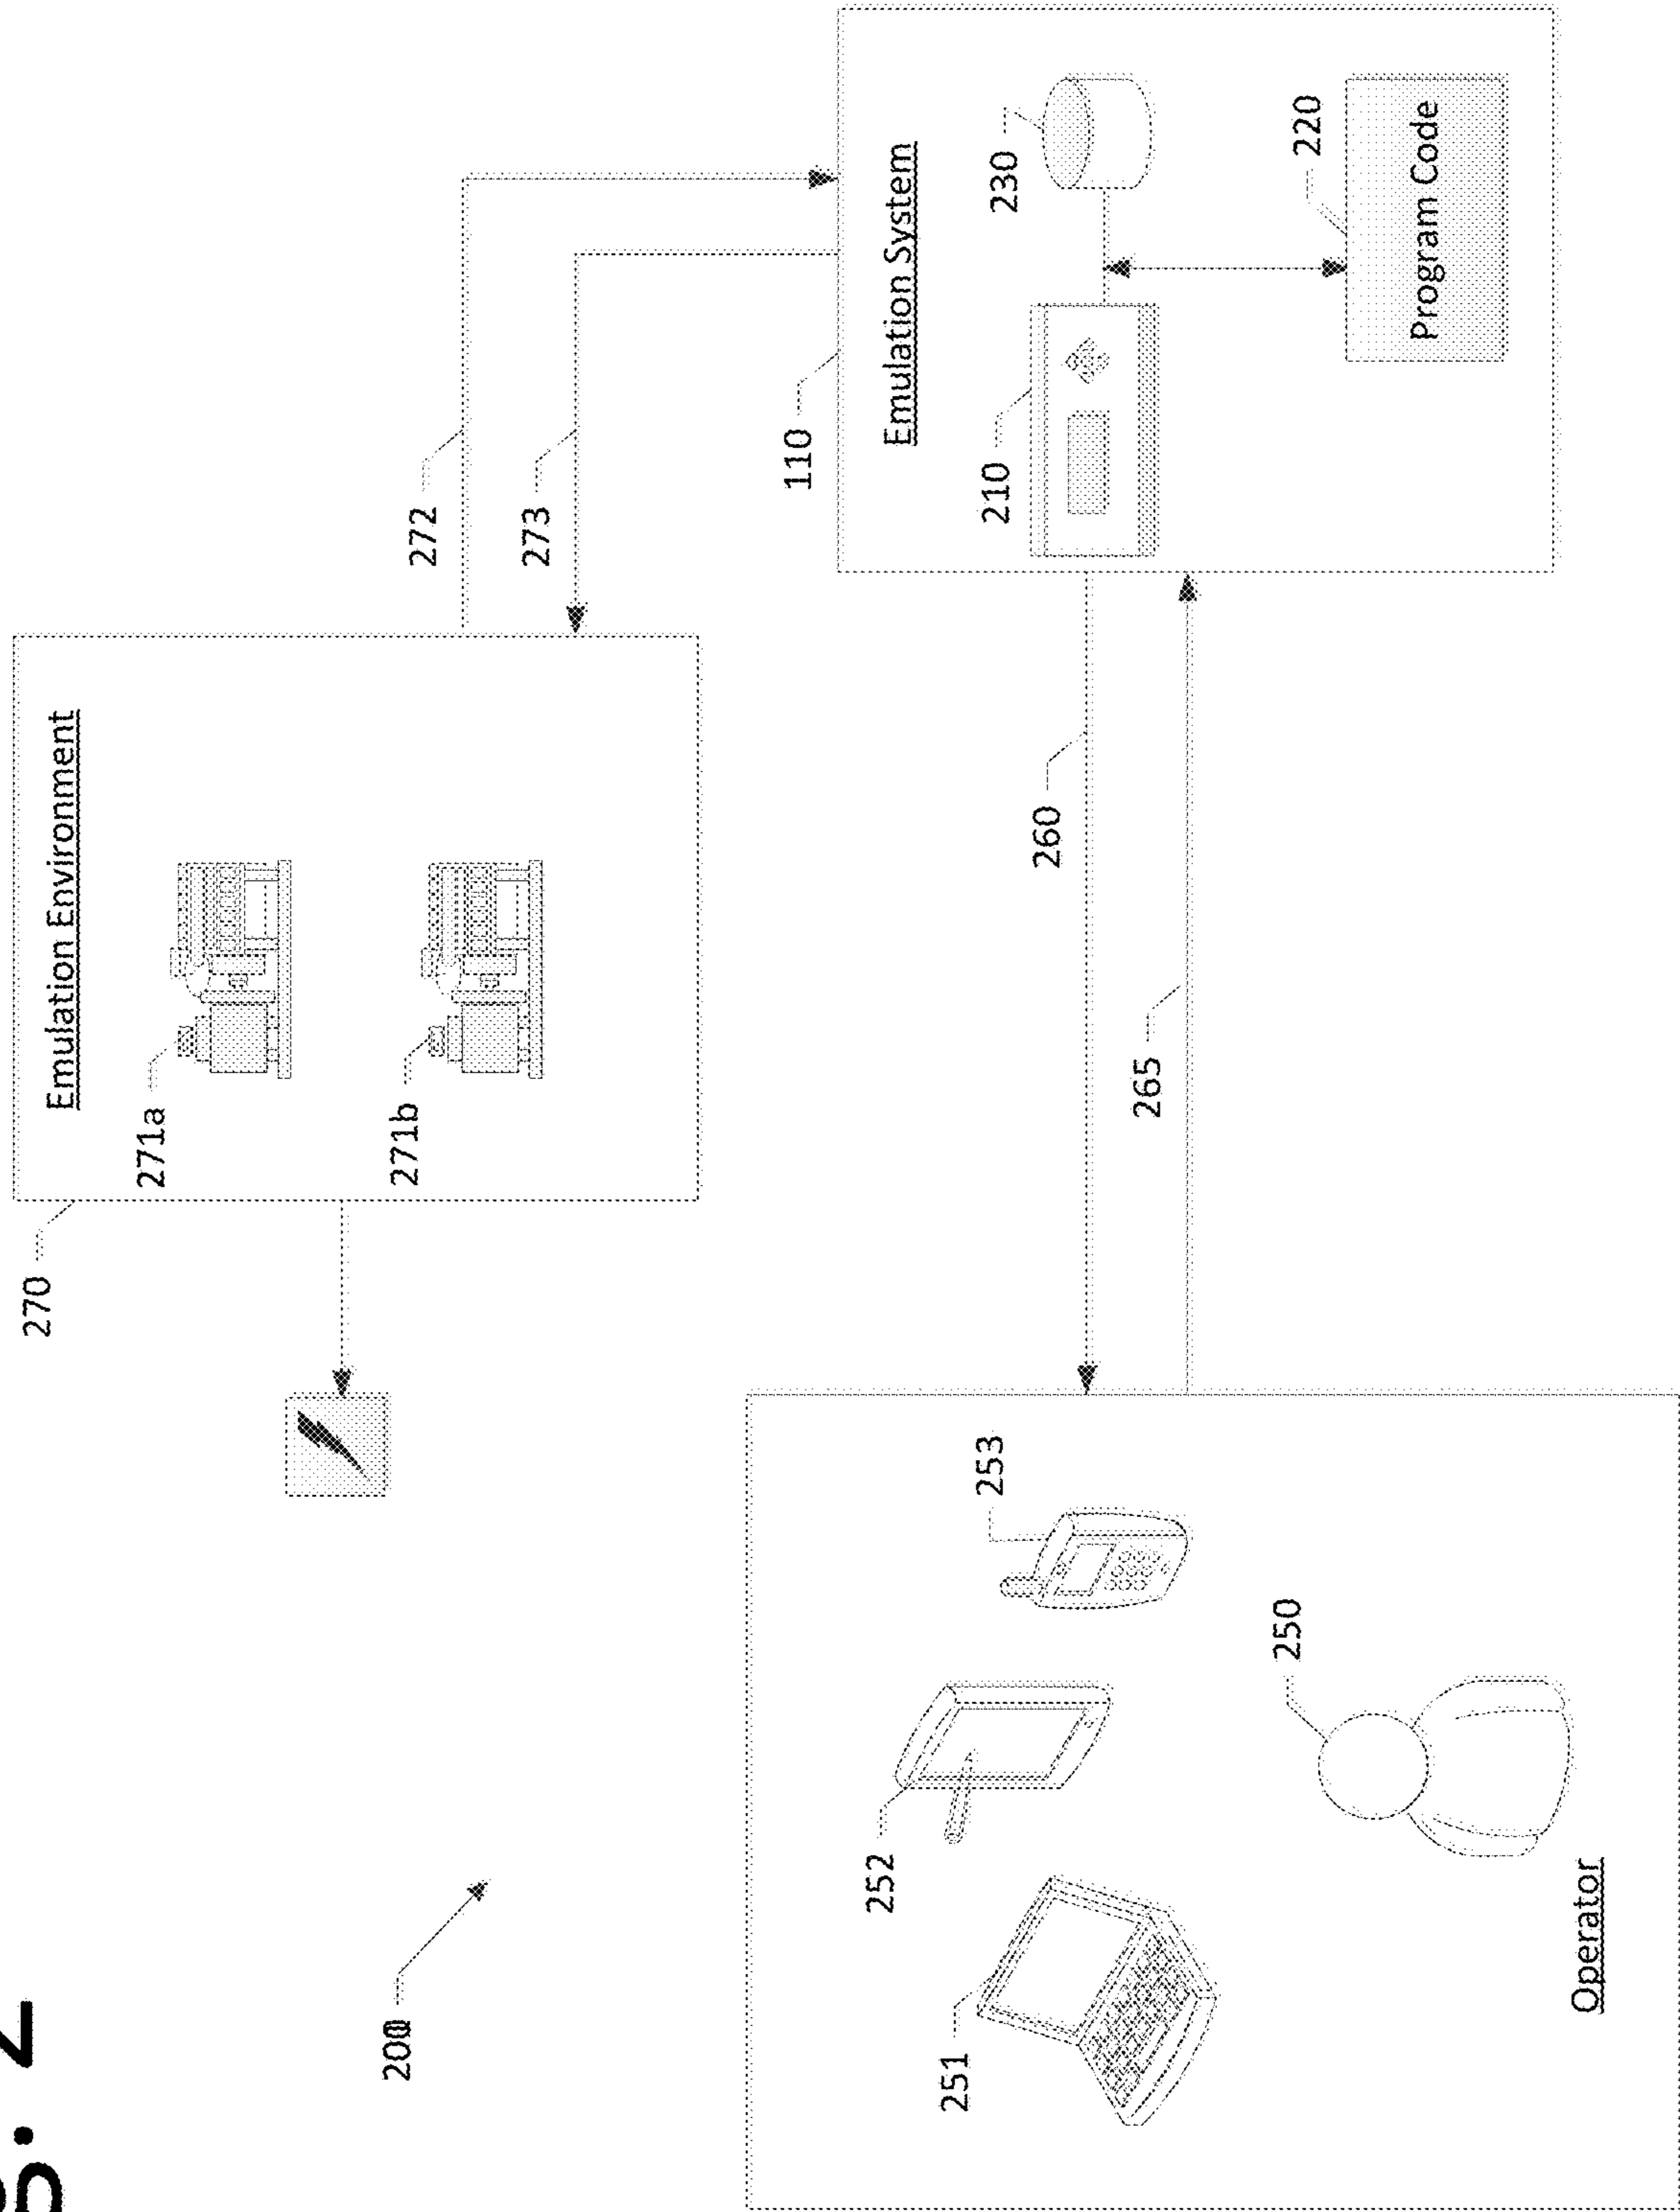 g. 2
270
Emulation Environment
271a
200
271b
272
273
110
Emulation System
252
251
253
210
230
260
265
250
220
Program Code
Operator